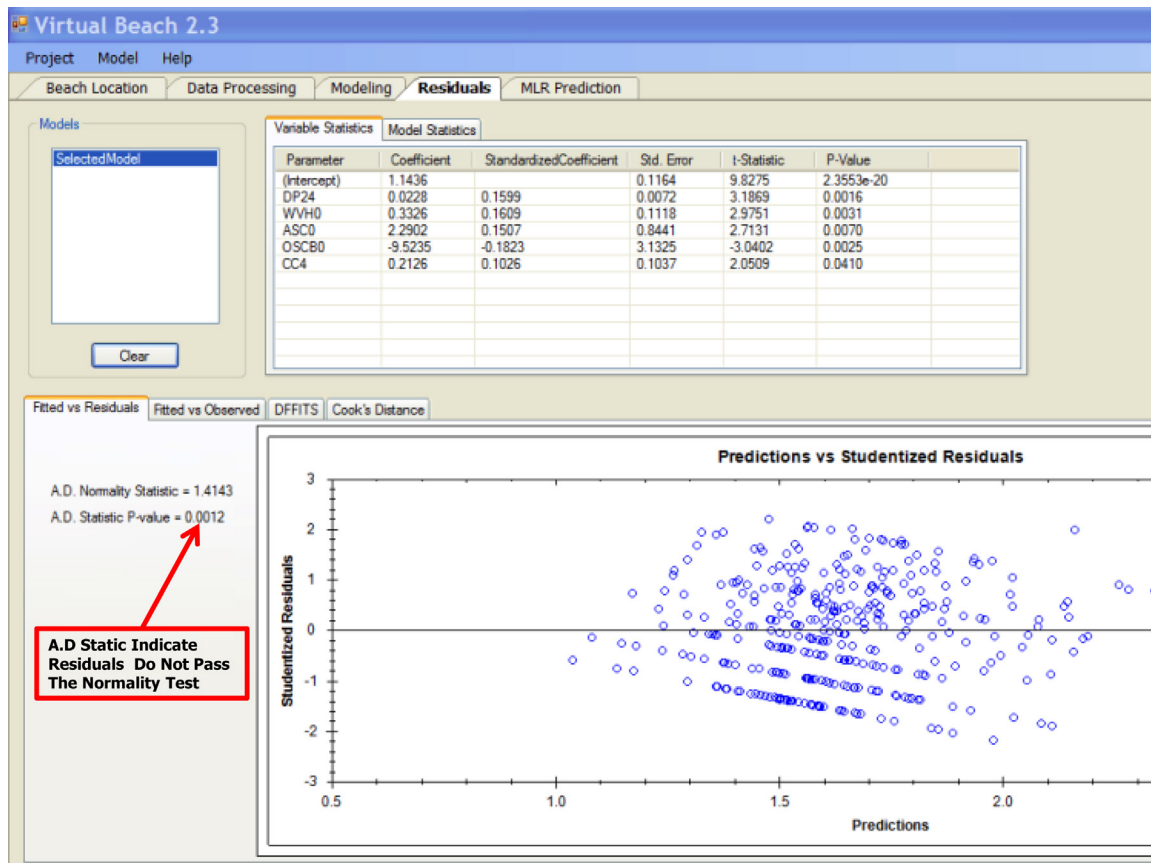 Virtual Beach 2.3
Project Model Help
Beach Location Data Processing Modeling Residuals MLR Prediction
Models
SelectedModel
Clear
Variable Statistics Model Statistics
Parameter Coefficient StandardizedCoefficient Std. Error t-Statistic P-Value
(Intercept) 1.1436 0.1164 9.8275 2.3553e-20
DP24 0.0228 0.1599 0.0072 3.1869 0.0016
WVH0 0.3326 0.1609 0.1118 2.9751 0.0031
ASC0 2.2902 0.1507 0.8441 2.7131 0.0070
OSCB0 -9.5235 -0.1823 3.1325 -3.0402 0.0025
CC4 0.2126 0.1026 0.1037 2.0509 0.0410
Fitted vs Residuals Fitted vs Observed DFFITS Cook's Distance
A.D. Normality Statistic = 1.4143
A.D. Statistic P-value = 0.0012
A.D Static Indicate
Residuals Do Not Pass
The Normality Test
Predictions vs Studentized Residuals
Studentized Residuals
3
2
1
0
-1
-2
-3
0.5 1.0 1.5 2.0
Predictions